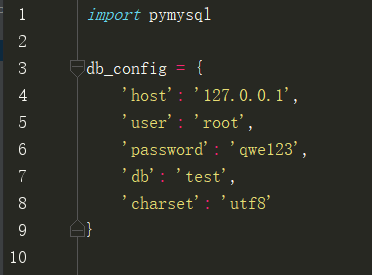 1 import pymysql
2
3 db_config = {
4     'host': '127.0.0.1',
5     'user': 'root',
6     'password': 'qwe123',
7     'db': 'test',
8     'charset': 'utf8'
9 }
10